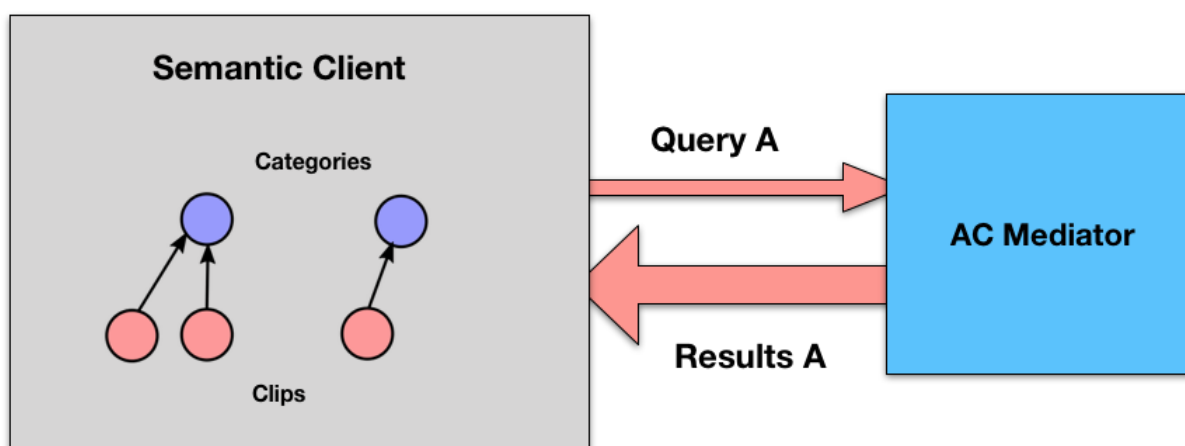 Semantic Client
Categories
Clips
Query A
Results A
AC Mediator